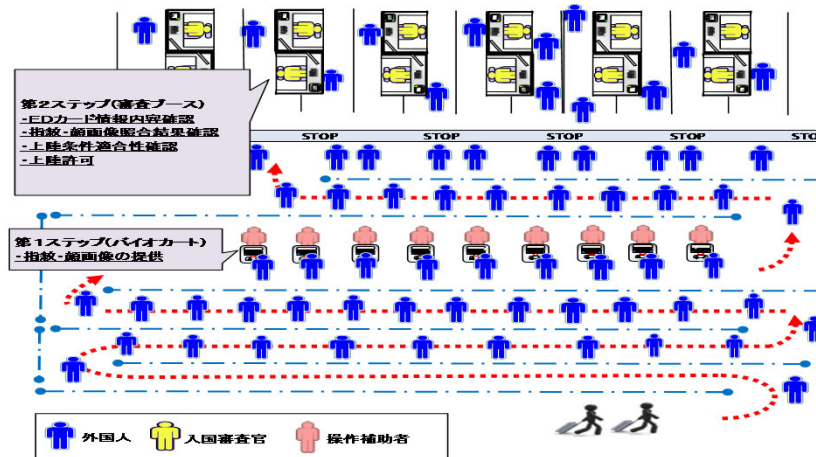 第2ステップ(審査ブース)
・EDカード情報内容確認
・指紋・顔画像照合結果確認
・上陸条件適合性確認
・上陸許可
STOP STOP STOP STOP STO
第1ステップ(バイオカート)
・指紋・顔画像の提供
外国人 入国審査官 操作補助者